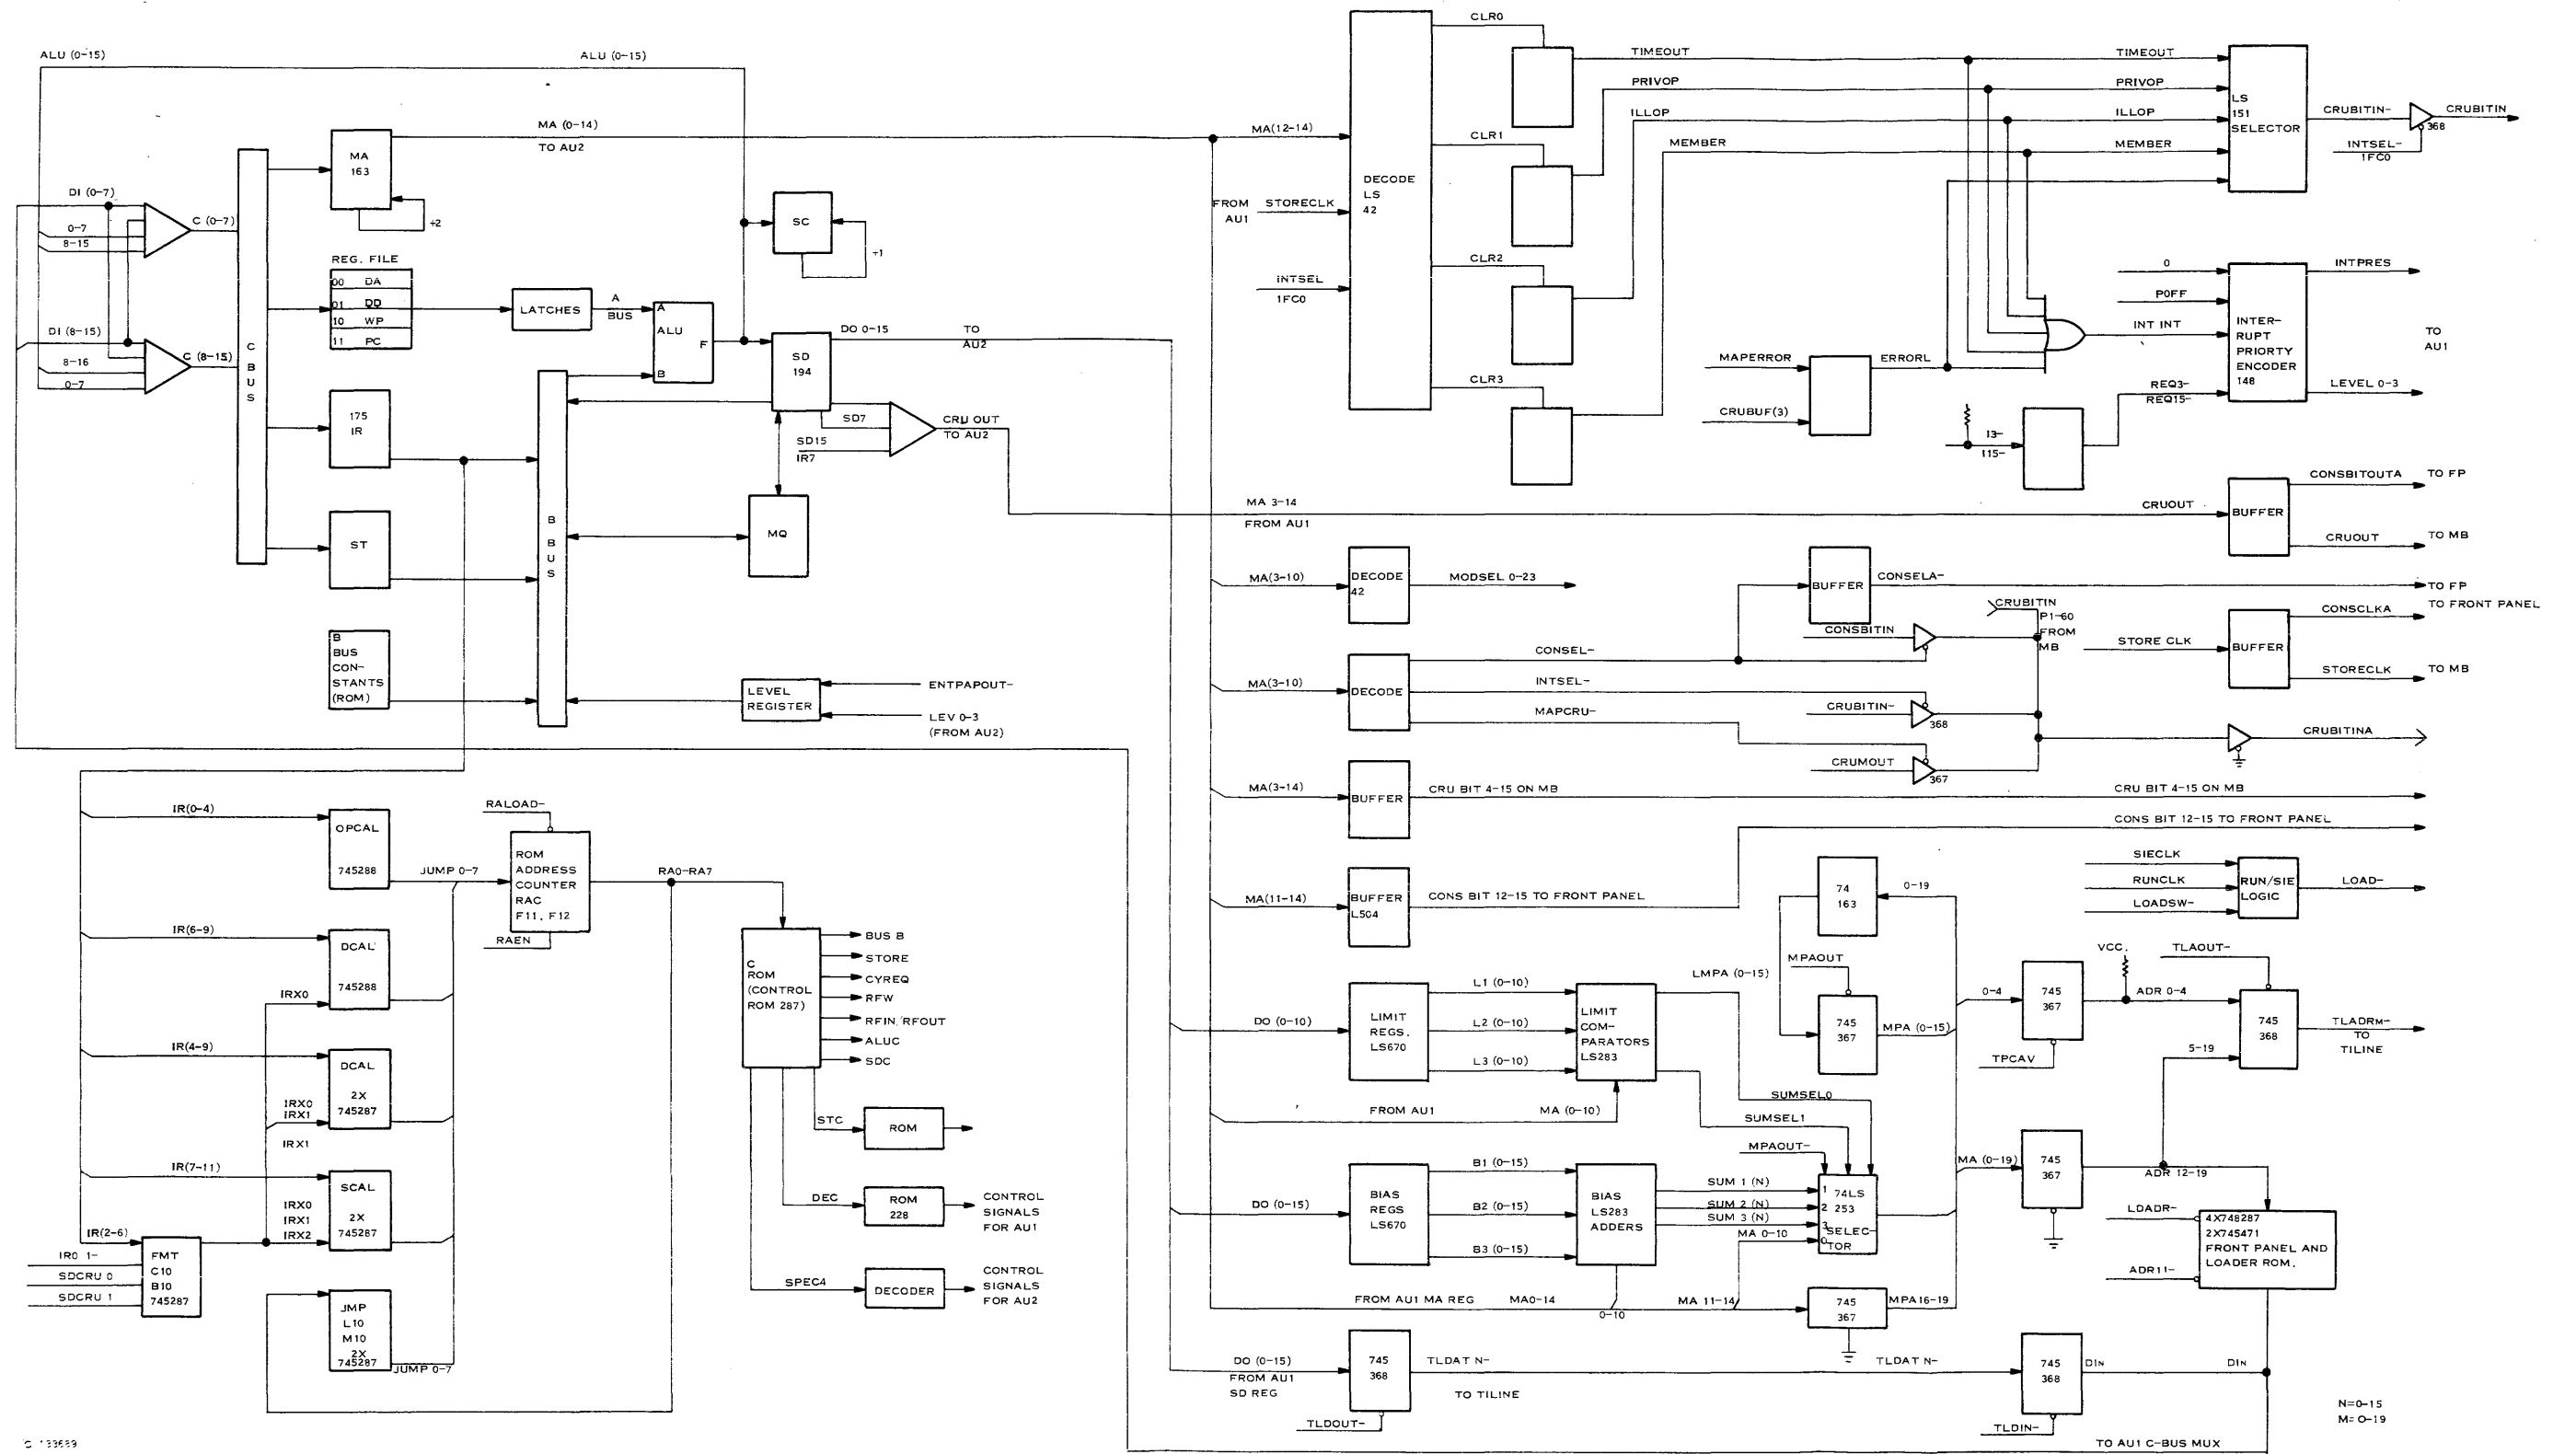 ALU (0-15)
ALU (0-15)
MA (0-14)
TO AU2
MA
163
+2
DI (0-7)
0-7
8-15
C (0-7)
DI (8-15)
8-16
0-7
C (8-15)
C
BUS
REG. FILE
00 DA
01 DD
10 WP
11 PC
LATCHES
A
BUS
A
ALU
F
B
SC
+1
SD
194
DO 0-15
TO
AU2
SD7
SD15
IR7
CRU OUT
TO AU2
175
IR
ST
B
BUS
MQ
B
BUS
CON-
STANTS
(ROM)
LEVEL
REGISTER
ENTPAPOUT-
LEV 0-3
(FROM AU2)
IR(0-4)
OPCAL
745288
IR(6-9)
DCAL
745288
IRX0
IR(4-9)
DCAL
2X
745287
IRX0
IRX1
IRX1
IR(7-11)
SCAL
2X
745287
IRX0
IRX1
IRX2
IR(2-6)
IR0 1-
SDCRU 0
SDCRU 1
FMT
C10
B10
745287
JMP
L10
M10
2X
745287
JUMP 0-7
RALOAD-
JUMP 0-7
ROM
ADDRESS
COUNTER
RAC
F11, F12
RAEN
RA0-RA7
C
ROM
(CONTROL
ROM 287)
BUS B
STORE
CYREQ
RFW
RFIN/RFOUT
ALUC
SDC
STC
ROM
DEC
ROM
228
CONTROL
SIGNALS
FOR AU1
SPEC4
DECODER
CONTROL
SIGNALS
FOR AU2
MA(12-14)
FROM
AU1
STORECLK
INTSEL
1FC0
DECODE
LS
42
CLR0
CLR1
CLR2
CLR3
TIMEOUT
PRIVOP
ILLOP
MEMBER
TIMEOUT
PRIVOP
ILLOP
MEMBER
LS
151
SELECTOR
CRUBITIN-
368
CRUBITIN
INTSEL-
1FC0
MAPERROR
CRUBUF(3)
ERRORL
INT INT
0
POFF
REQ3-
REQ15-
I3-
I15-
INTER-
RUPT
PRIORTY
ENCODER
148
INTPRES
TO
AU1
LEVEL 0-3
MA 3-14
FROM AU1
CRUOUT
BUFFER
CONSBITOUTA
TO FP
CRUOUT
TO MB
MA(3-10)
DECODE
42
MODSEL 0-23
BUFFER
CONSELA-
TO FP
CRUBITIN
P1-60
FROM
MB
CONSBITIN
MA(3-10)
DECODE
CONSEL-
INTSEL-
MAPCRU-
CRUBITIN-
368
CRUMOUT
367
STORE CLK
BUFFER
CONSCLKA
TO FRONT PANEL
STORECLK
TO MB
CRUBITINA
MA(3-14)
BUFFER
CRU BIT 4-15 ON MB
CRU BIT 4-15 ON MB
CONS BIT 12-15 TO FRONT PANEL
MA(11-14)
BUFFER
L504
CONS BIT 12-15 TO FRONT PANEL
SIECLK
RUNCLK
LOADSW-
RUN/SIE
LOGIC
LOAD-
74
163
0-19
MPAOUT
LMPA (0-15)
745
367
MPA (0-15)
DO (0-10)
LIMIT
REGS.
LS670
L1 (0-10)
L2 (0-10)
L3 (0-10)
LIMIT
COM-
PARATORS
LS283
FROM AU1
MA (0-10)
SUMSEL0
SUMSEL1
MPAOUT-
DO (0-15)
BIAS
REGS
LS670
B1 (0-15)
B2 (0-15)
B3 (0-15)
BIAS
LS283
ADDERS
SUM 1 (N)
SUM 2 (N)
SUM 3 (N)
MA 0-10
1
2
3
0
74LS
253
SELEC-
TOR
FROM AU1 MA REG
MA0-14
0-10
MA 11-14
745
367
MPA16-19
0-4
745
367
TPCAV
VCC
ADR 0-4
TLAOUT-
5-19
745
368
TLADRM-
TO
TILINE
MA (0-19)
745
367
ADR 12-19
LDADR-
ADR11-
4X748287
2X745471
FRONT PANEL AND
LOADER ROM.
DO (0-15)
FROM AU1
SD REG
745
368
TLDOUT-
TLDAT N-
TO TILINE
TLDAT N-
745
368
TLDIN-
DIN
DIN
TO AU1 C-BUS MUX
N=0-15
M=0-19